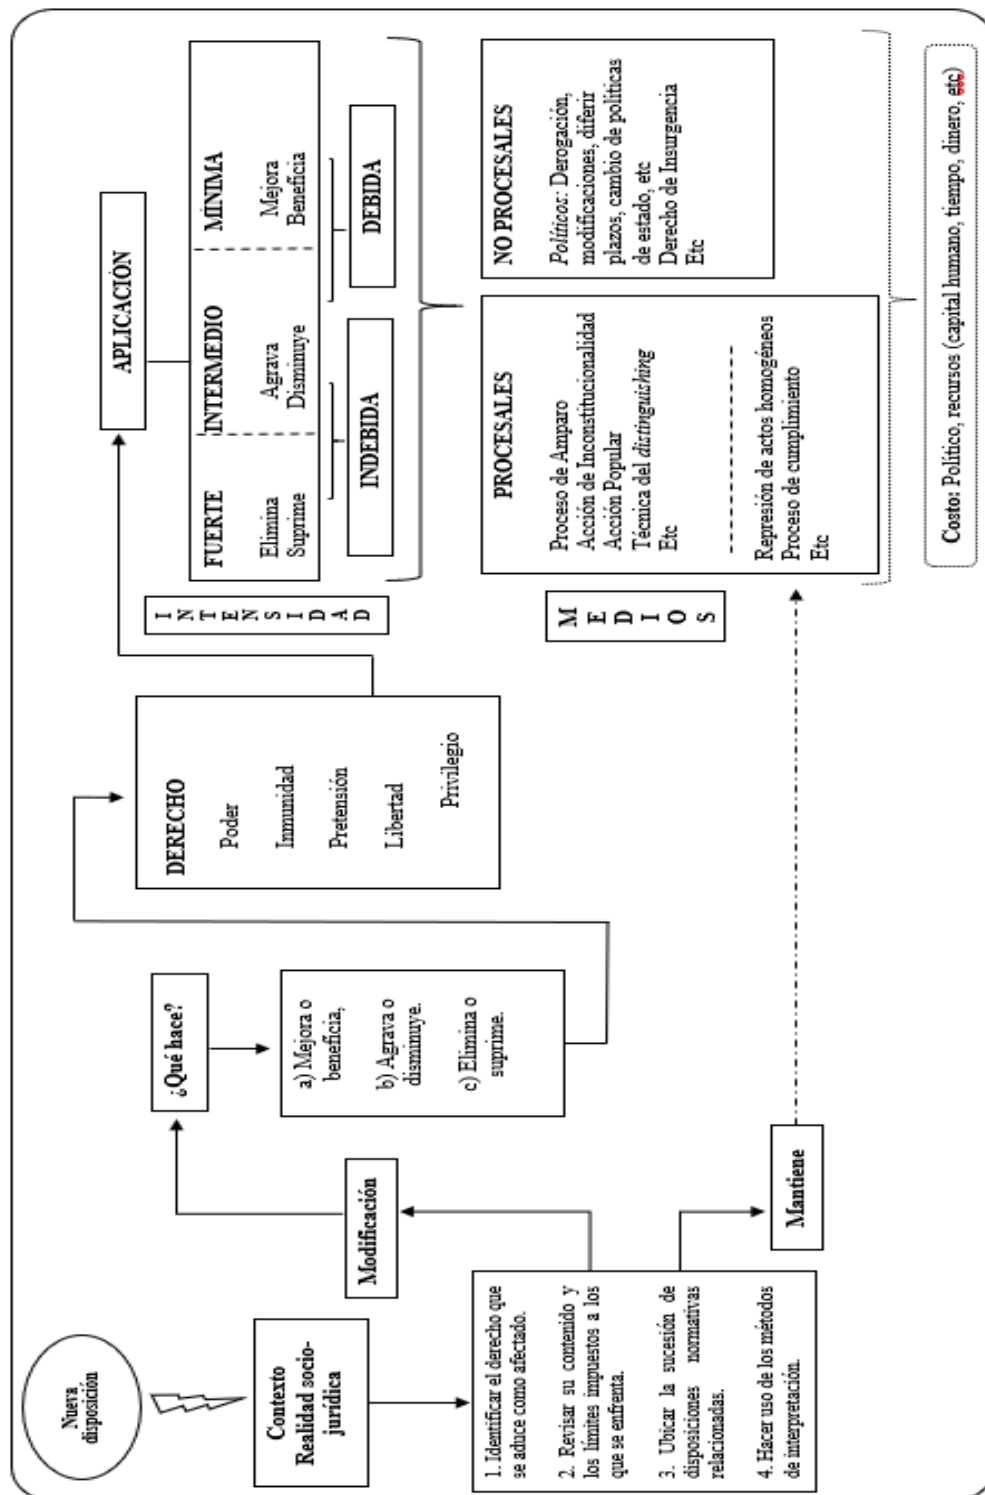 Nueva
disposición
Contexto
Realidad socio-
jurídica
1. Identificar el derecho que
se aduce como afectado.
2. Revisar su contenido y
los límites impuestos a los
que se enfrenta.
3. Ubicar la sucesión de
disposiciones normativas
relacionadas.
4. Hacer uso de los métodos
de interpretación.
Modificación
Mantiene
¿Qué hace?
a) Mejora o
beneficia,
b) Agrava o
disminuye.
c) Elimina o
suprime.
DERECHO
Poder
Inmunidad
Pretensión
Libertad
Privilegio
APLICACIÓN
INTENSIDAD
FUERTE
Elimina
Suprime
INTERMEDIO
Agrava
Disminuye
MÍNIMA
Mejora
Beneficia
INDEBIDA
DEBIDA
MEDIOS
PROCESALES
Proceso de Amparo
Acción de Inconstitucionalidad
Acción Popular
Técnica del distinguishing
Etc
Represión de actos homogéneos
Proceso de cumplimiento
Etc
NO PROCESALES
Políticos: Derogación,
modificaciones, diferir
plazos, cambio de políticas
de estado, etc
Derecho de Insurgencia
Etc
Costo: Político, recursos (capital humano, tiempo, dinero, etc)